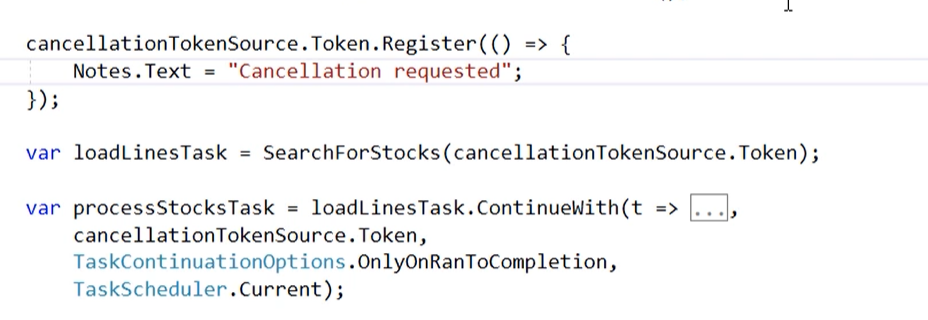 cancellationTokenSource.Token.Register(() => {
    Notes.Text = "Cancellation requested";
});
var loadLinesTask = SearchForStocks(cancellationTokenSource.Token);
var processStocksTask = loadLinesTask.ContinueWith(t => ...,
    cancellationTokenSource.Token,
    TaskContinuationOptions.OnlyOnRanToCompletion,
    TaskScheduler.Current);